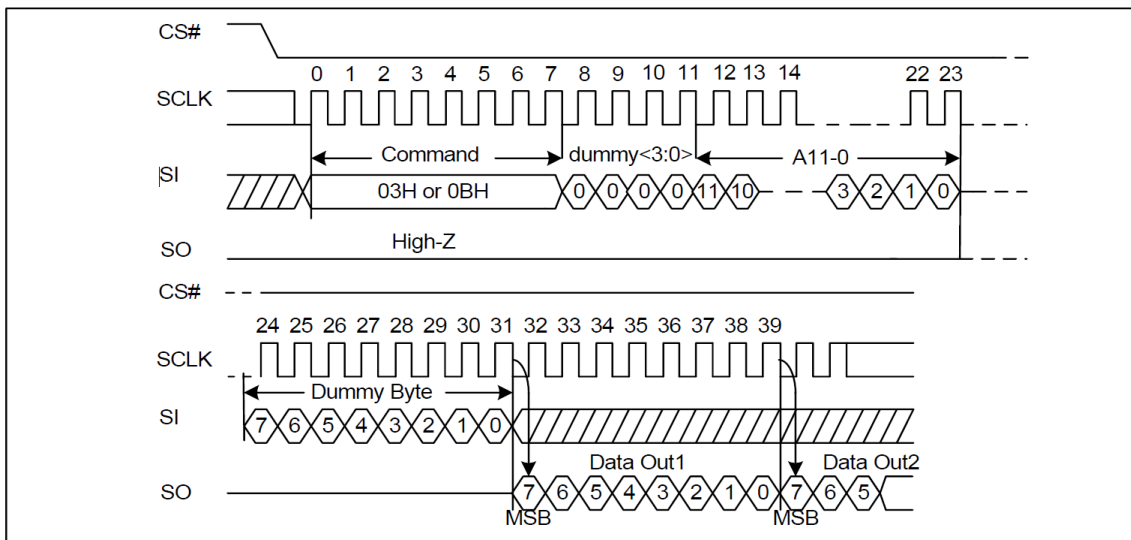 CS#
0 1 2 3 4 5 6 7 8 9 10 11 12 13 14 22 23
SCLK
Command dummy<3:0> A11-0
SI
03H or 0BH 0 0 0 0 11 10 3 2 1 0
High-Z
SO
CS#
24 25 26 27 28 29 30 31 32 33 34 35 36 37 38 39
SCLK
Dummy Byte
SI
7 6 5 4 3 2 1 0
Data Out1 Data Out2
SO
7 6 5 4 3 2 1 0 7 6 5
MSB MSB